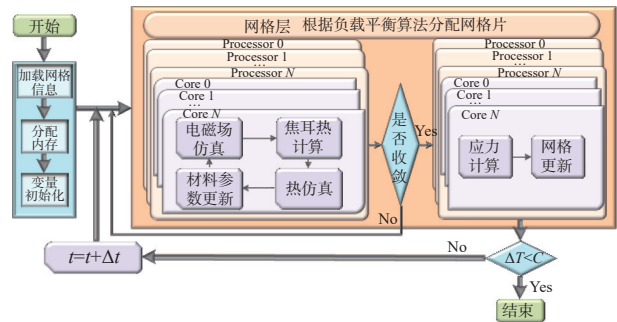 开始
加载网格
信息
分配
内存
变量
初始化
网格层 根据负载平衡算法分配网格片
Processor 0
Processor 1
…
Processor N
Core 0
Core 1
…
Core N
电磁场
仿真
焦耳热
计算
材料参
数更新
热仿真
是否收敛
Yes
No
Processor 0
Processor 1
…
Processor N
Core 0
Core 1
…
Core N
应力
计算
网格
更新
t=t+Δt
No
ΔT<C
Yes
结束